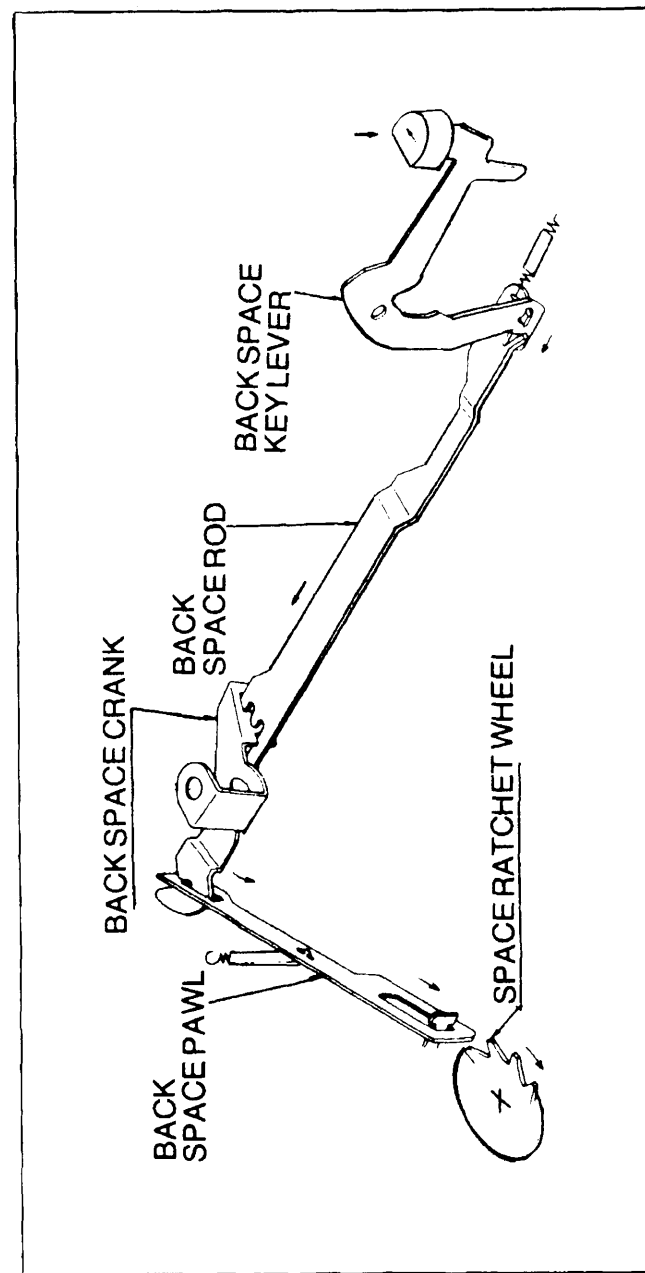 BACK SPACE CRANK
BACK
SPACE ROD
BACK SPACE
KEY LEVER
BACK
SPACE PAWL
SPACE RATCHET WHEEL